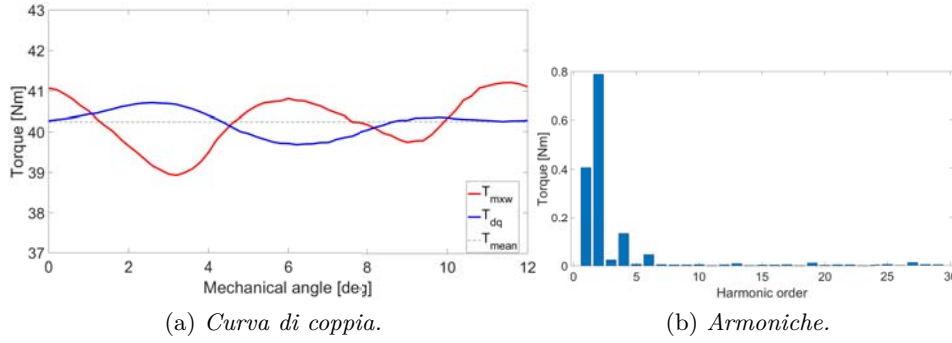 43
42
41
40
39
38
37
Torque [Nm]
0 2 4 6 8 10 12
Mechanical angle [deg]
T_mxw
T_dq
T_mean
(a) Curva di coppia.
0.8
0.6
0.4
0.2
0
Torque [Nm]
0 5 10 15 20 25 30
Harmonic order
(b) Armoniche.